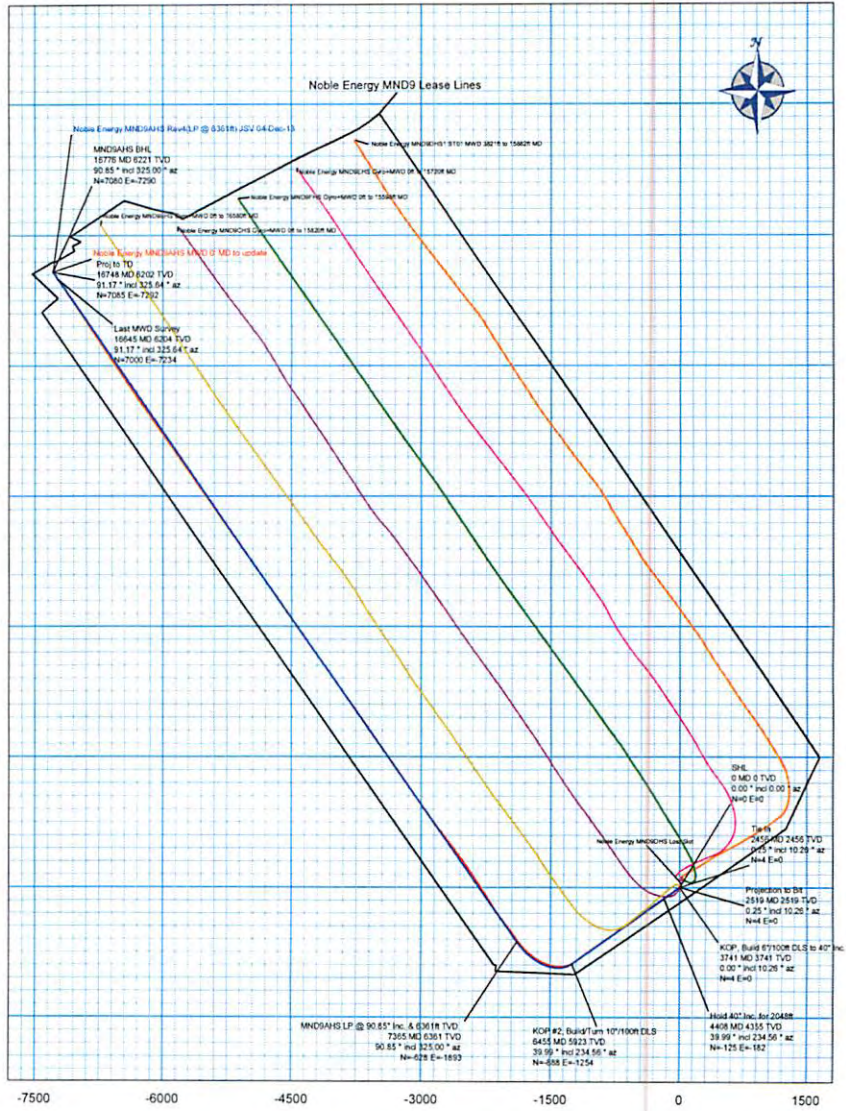 N
Noble Energy MND9 Lease Lines
Noble Energy MND9AHS Rev4(LP @ 6361ft) JSV 04-Dec-13
MND9AHS BHL
16776 MD 6221 TVD
90.85 ° incl 325.00 ° az
N=7080 E=-7290
Noble Energy MND9AHS MWD 0' MD to update
Proj to TD
16748 MD 6202 TVD
91.17 ° incl 325.64 ° az
N=7085 E=-7292
Last MWD Survey
16645 MD 6204 TVD
91.17 ° incl 325.64 ° az
N=7000 E=-7234
SHL
0 MD 0 TVD
0.00 ° incl 0.00 ° az
N=0 E=0
Tie-In
2456 MD 2456 TVD
0.25 ° incl 10.26 ° az
N=4 E=0
Projection to Bit
2519 MD 2519 TVD
0.25 ° incl 10.26 ° az
N=4 E=0
KOP, Build 6°/100ft DLS to 40° Inc.
3741 MD 3741 TVD
0.00 ° incl 10.26 ° az
N=4 E=0
Hold 40° Inc. for 2048ft
4408 MD 4355 TVD
39.99 ° incl 234.56 ° az
N=-125 E=-182
KOP #2, Build/Turn 10°/100ft DLS
6455 MD 5923 TVD
39.99 ° incl 234.56 ° az
N=-888 E=-1254
MND9AHS LP @ 90.85° Inc. & 6361ft TVD
7365 MD 6361 TVD
90.85 ° incl 325.00 ° az
N=-628 E=-1893
-7500 -6000 -4500 -3000 -1500 0 1500